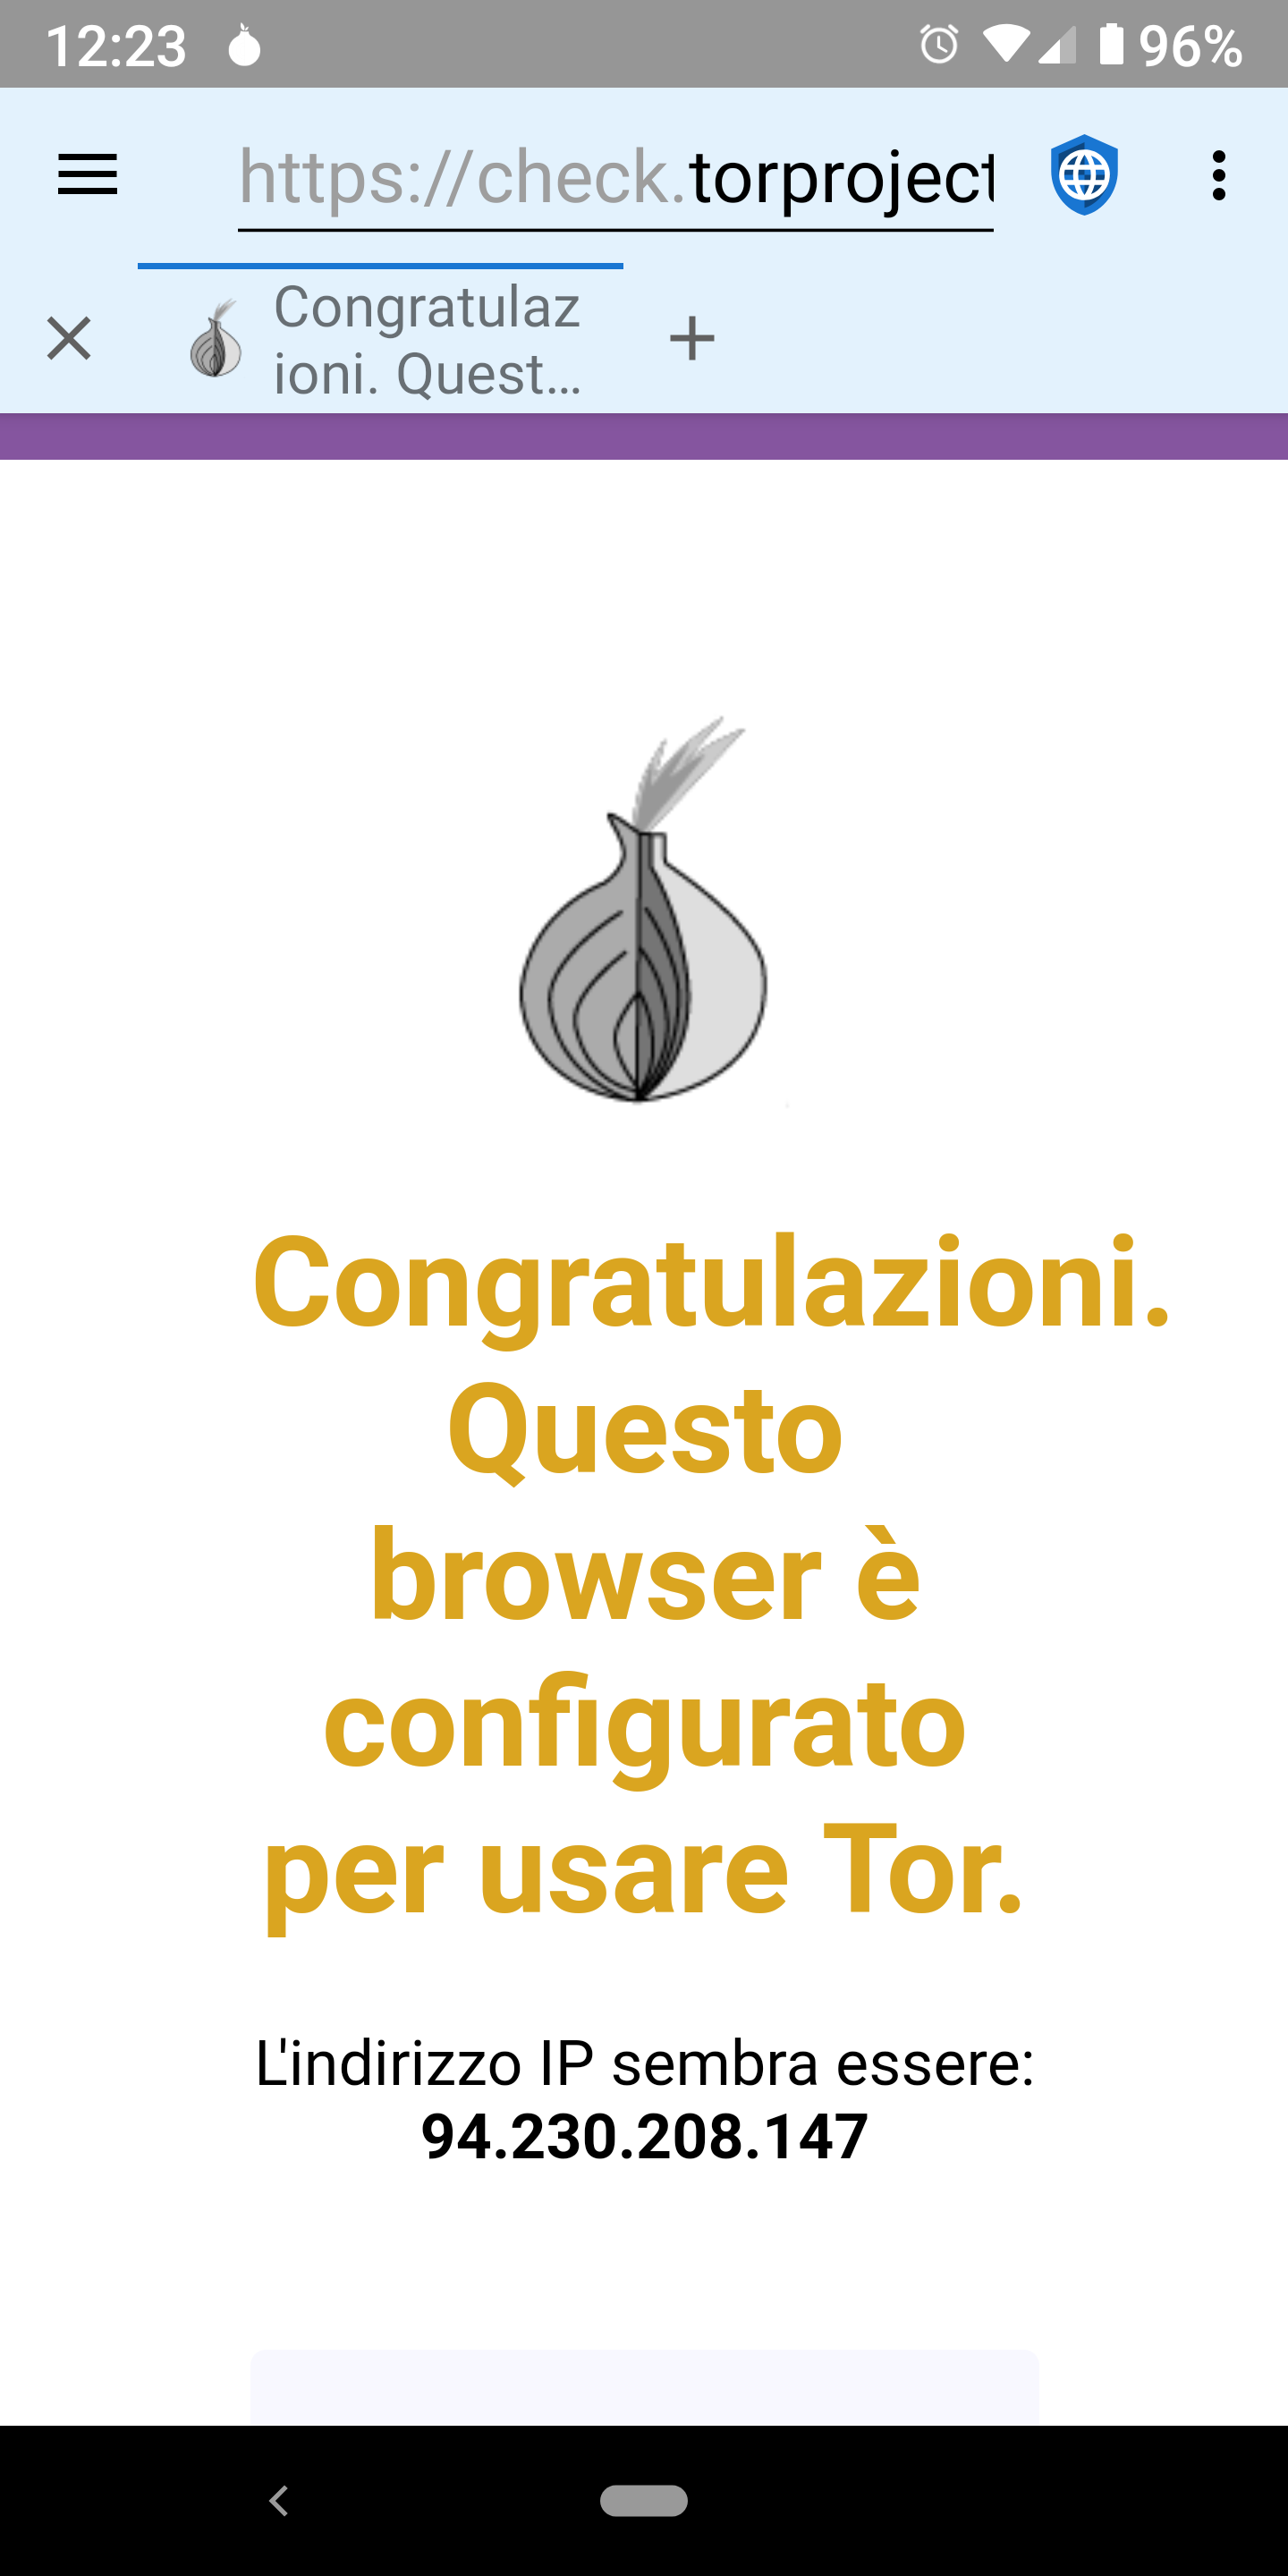 12:23
96%
https://check.torproject
Congratulaz
ioni. Quest...
Congratulazioni.
Questo
browser è
configurato
per usare Tor.
L'indirizzo IP sembra essere:
94.230.208.147